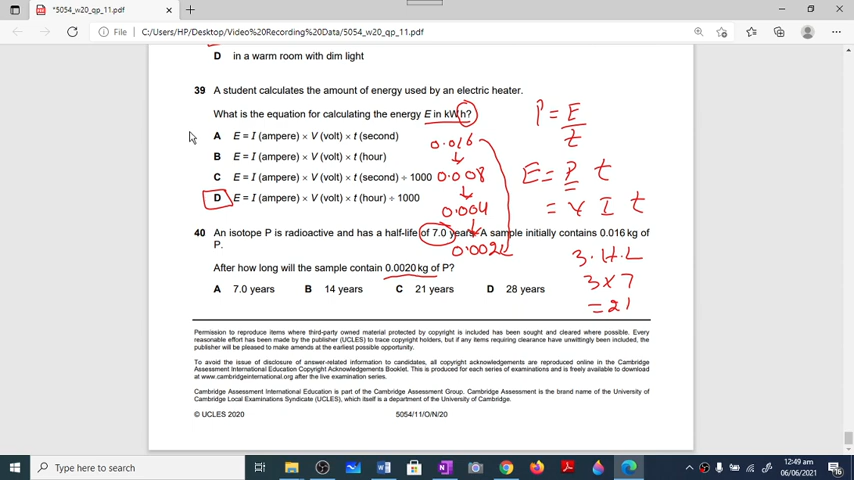 *5054_w20_qp_11.pdf
File | C:/Users/HP/Desktop/Video%20Recording%20Data/5054_w20_qp_11.pdf
D in a warm room with dim light
39 A student calculates the amount of energy used by an electric heater.
What is the equation for calculating the energy E in kWh?
A E = I (ampere) × V (volt) × t (second)
B E = I (ampere) × V (volt) × t (hour)
C E = I (ampere) × V (volt) × t (second) ÷ 1000
D E = I (ampere) × V (volt) × t (hour) ÷ 1000
0.016
0.008
0.004
0.002
P = E
t
E = P t
= V I t
40 An isotope P is radioactive and has a half-life of 7.0 years. A sample initially contains 0.016 kg of
P.
After how long will the sample contain 0.0020 kg of P?
A 7.0 years B 14 years C 21 years D 28 years
3.H.L
3×7
=21
Permission to reproduce items where third-party owned material protected by copyright is included has been sought and cleared where possible. Every
reasonable effort has been made by the publisher (UCLES) to trace copyright holders, but if any items requiring clearance have unwittingly been included, the
publisher will be pleased to make amends at the earliest possible opportunity.
To avoid the issue of disclosure of answer-related information to candidates, all copyright acknowledgements are reproduced online in the Cambridge
Assessment International Education Copyright Acknowledgements Booklet. This is produced for each series of examinations and is freely available to download
at www.cambridgeinternational.org after the live examination series.
Cambridge Assessment International Education is part of the Cambridge Assessment Group. Cambridge Assessment is the brand name of the University of
Cambridge Local Examinations Syndicate (UCLES), which itself is a department of the University of Cambridge.
© UCLES 2020 5054/11/O/N/20
Type here to search
12:49 am
06/06/2021
16